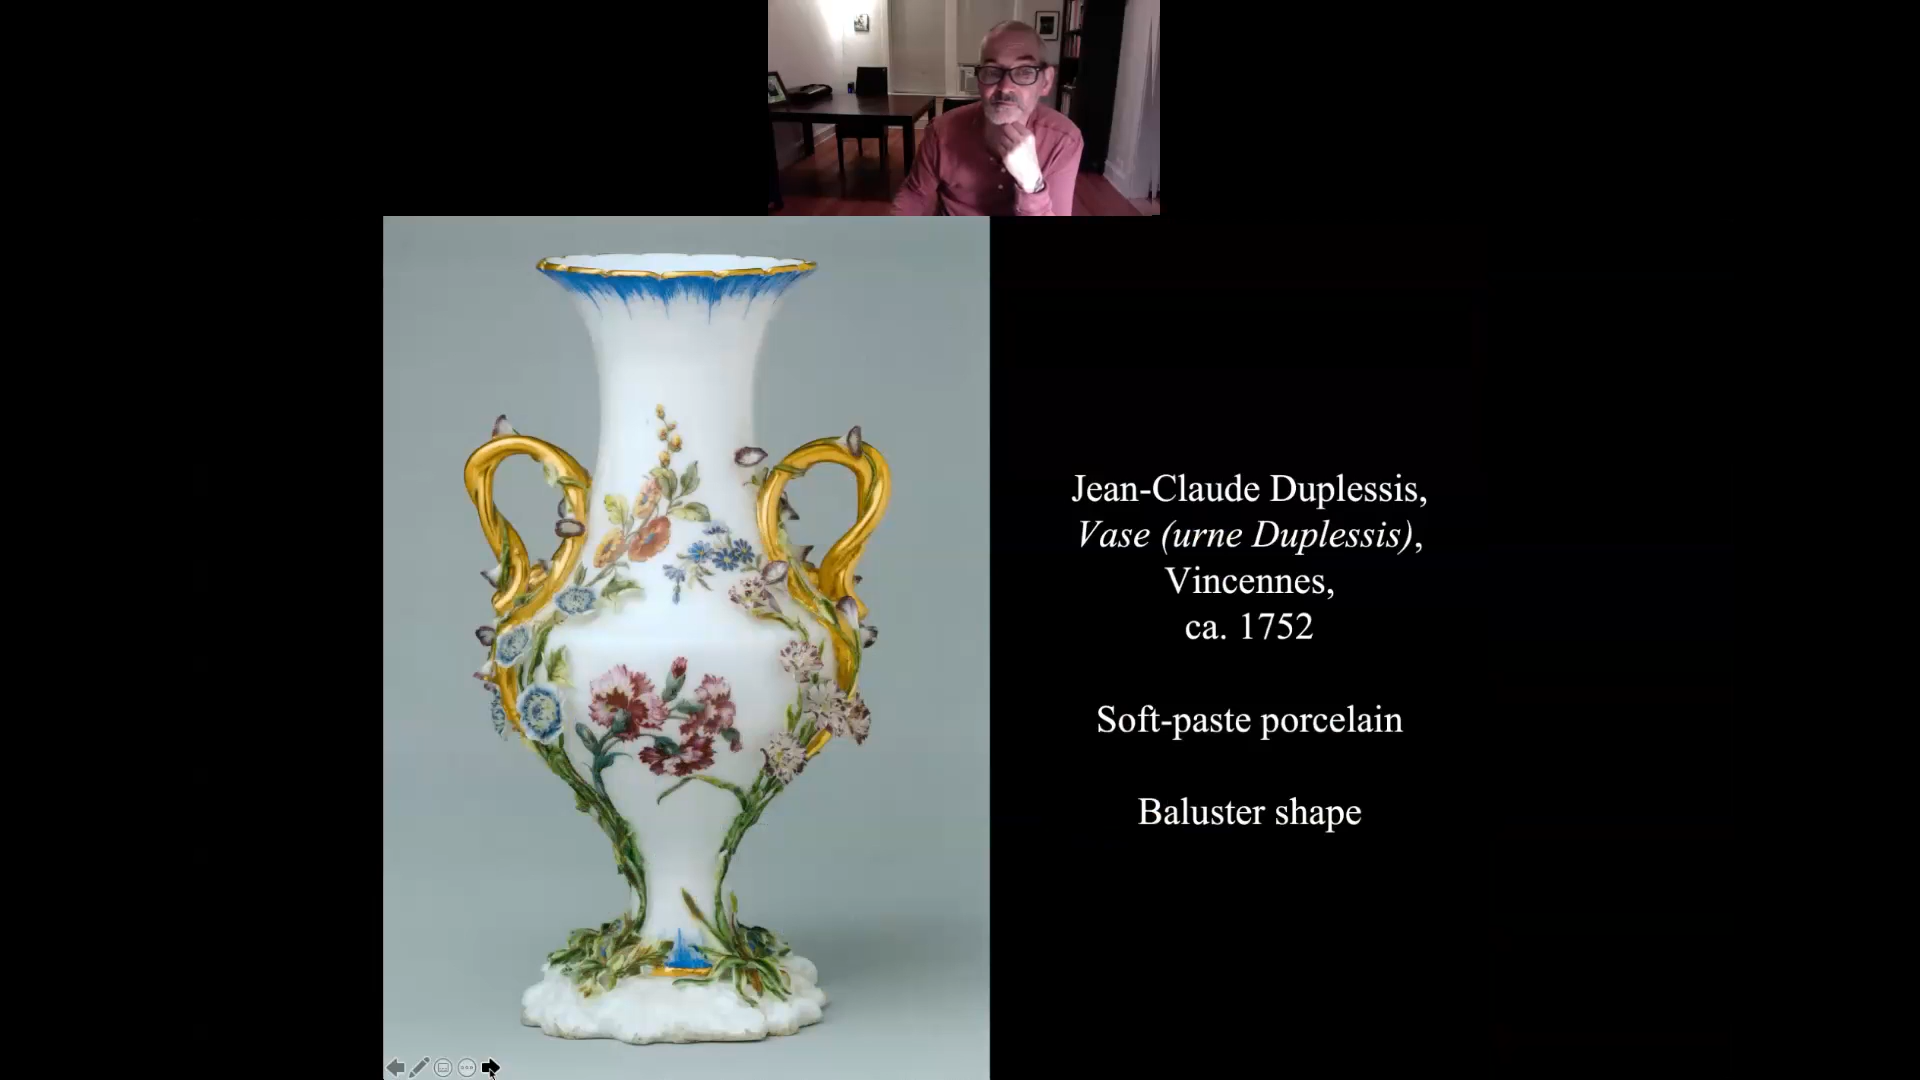 Jean-Claude Duplessis,
Vase (urne Duplessis),
Vincennes,
ca. 1752
Soft-paste porcelain
Baluster shape